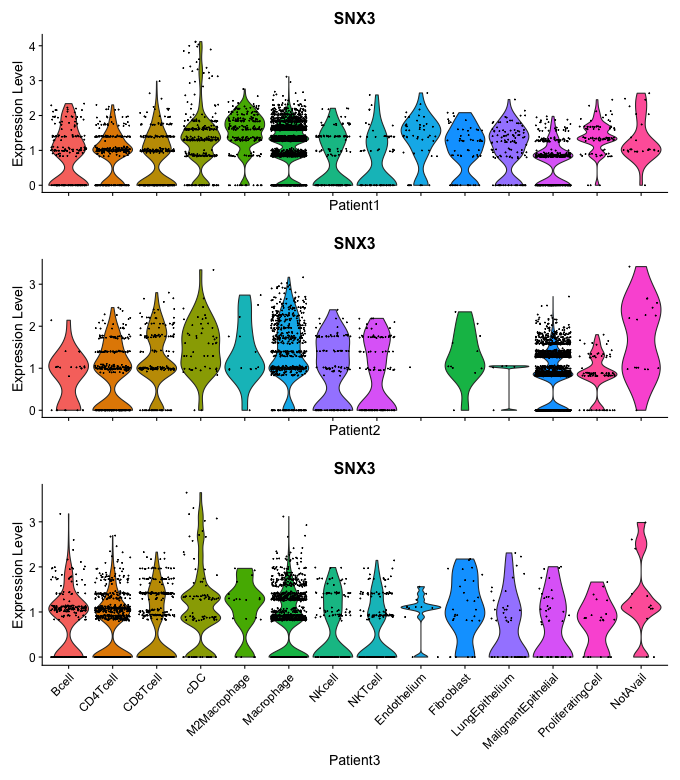 SNX3
Expression Level
4
3
2
1
0
Patient1
SNX3
Expression Level
3
2
1
0
Patient2
SNX3
Expression Level
3
2
1
0
Bcell
CD4Tcell
CD8Tcell
cDC
M2Macrophage
Macrophage
NKcell
NKTcell
Endothelium
Fibroblast
LungEpithelium
MalignantEpithelial
ProliferatingCell
NotAvail
Patient3